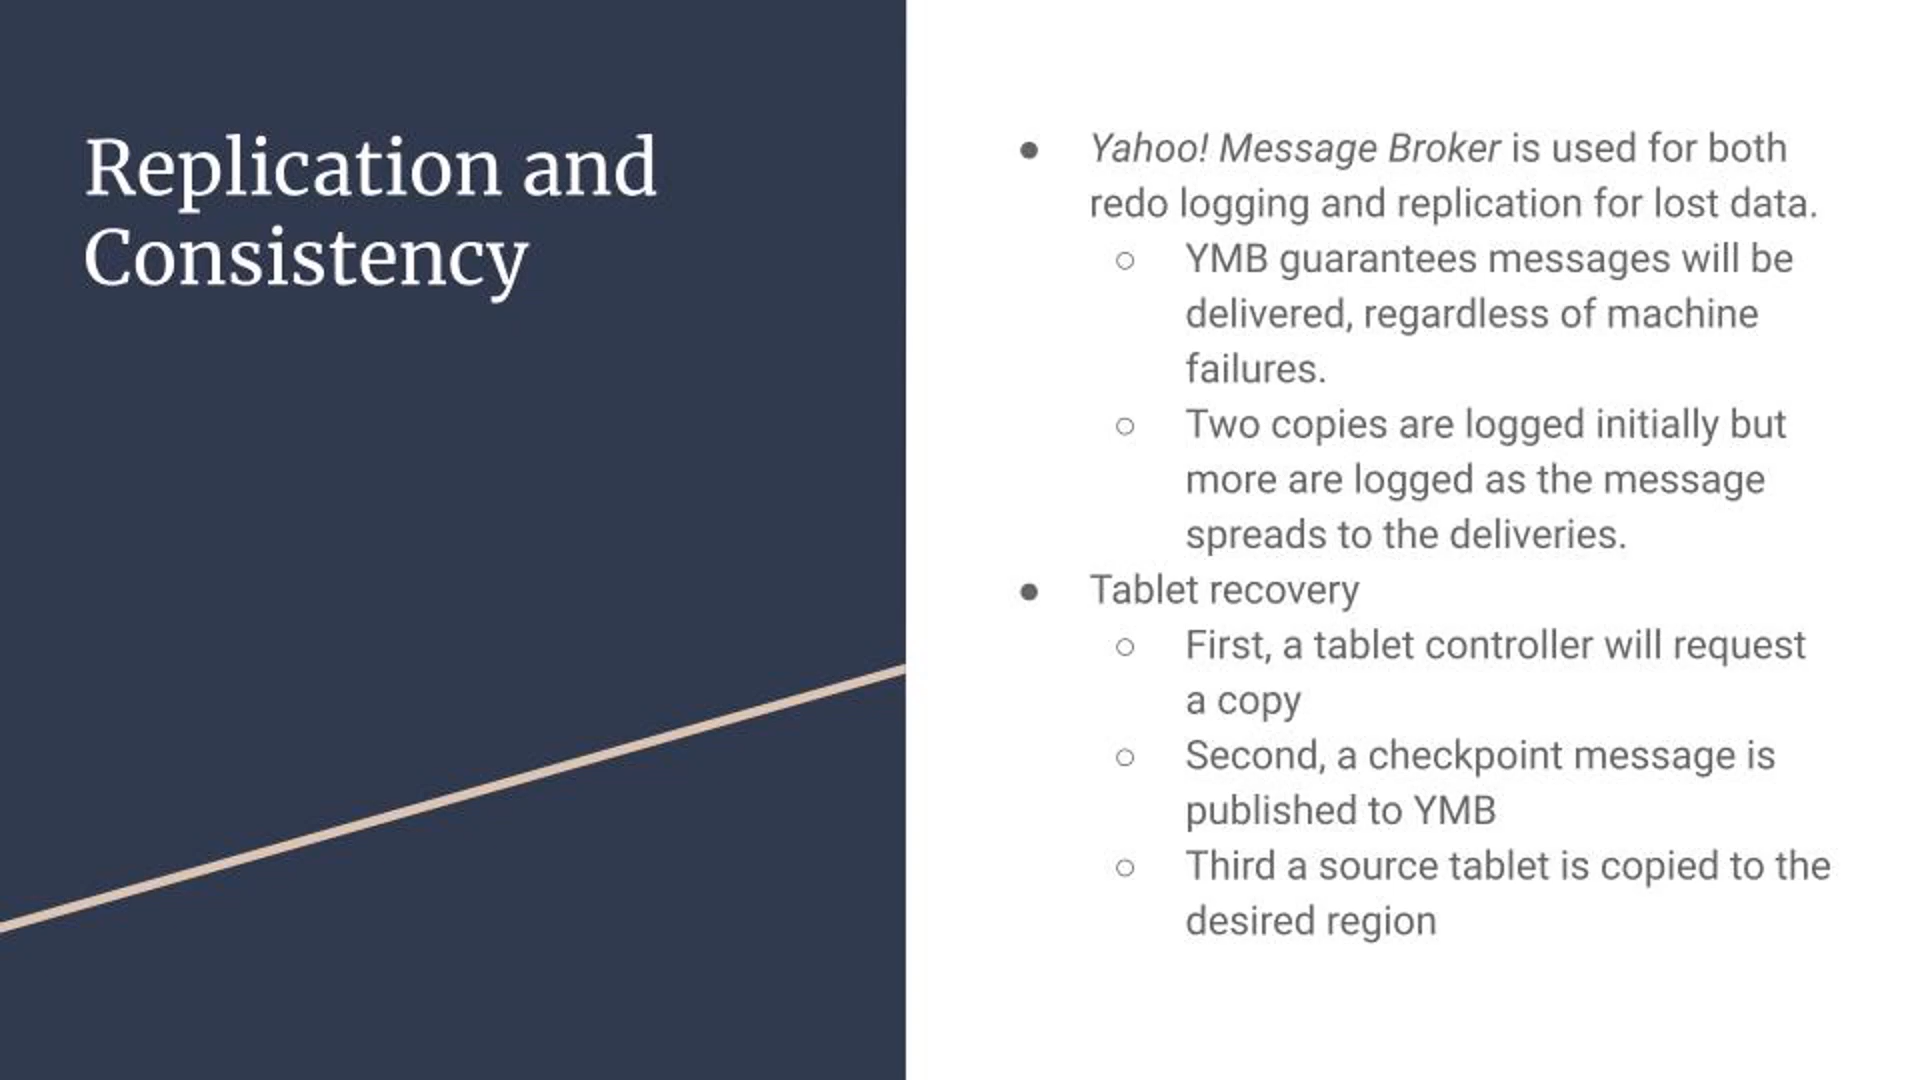 Replication and
Consistency
● Yahoo! Message Broker is used for both
redo logging and replication for lost data.
○ YMB guarantees messages will be
delivered, regardless of machine
failures.
○ Two copies are logged initially but
more are logged as the message
spreads to the deliveries.
● Tablet recovery
○ First, a tablet controller will request
a copy
○ Second, a checkpoint message is
published to YMB
○ Third a source tablet is copied to the
desired region